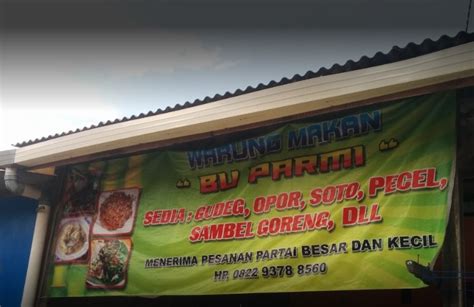 WARUNG MAKAN
" BU PARMI "
SEDIA : GUDEG, OPOR, SOTO, PECEL,
SAMBEL GORENG, DLL
MENERIMA PESANAN PARTAI BESAR DAN KECIL
HP. 0822 9378 8560